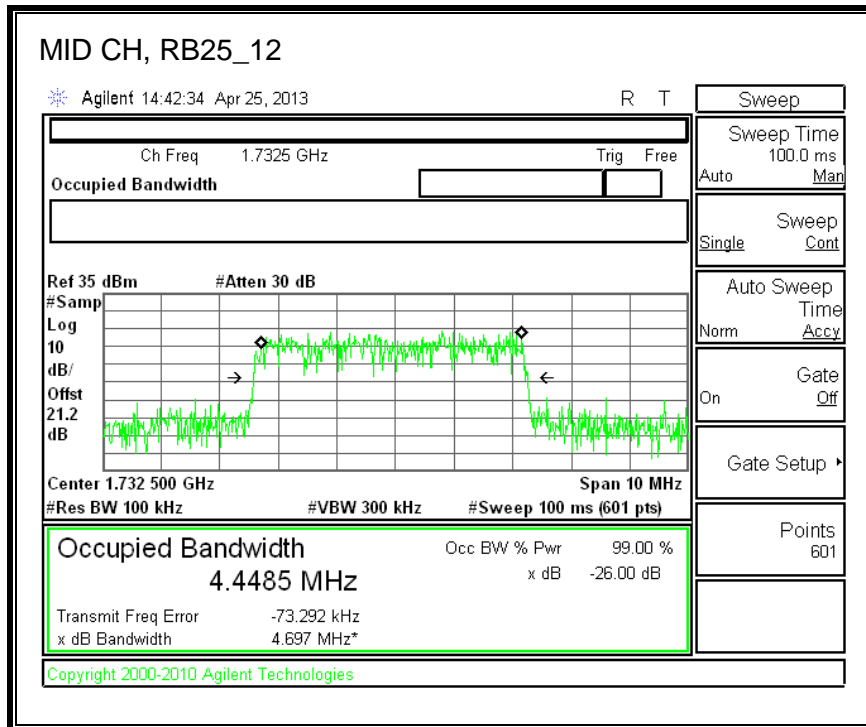 MID CH, RB25_12
Agilent 14:42:34 Apr 25, 2013 R T
Ch Freq 1.7325 GHz Trig Free
Occupied Bandwidth
Ref 35 dBm #Atten 30 dB
#Samp
Log
10
dB/
Offst
21.2
dB
Center 1.732 500 GHz Span 10 MHz
#Res BW 100 kHz #VBW 300 kHz #Sweep 100 ms (601 pts)
Occupied Bandwidth
4.4485 MHz
Occ BW % Pwr 99.00 %
x dB -26.00 dB
Transmit Freq Error -73.292 kHz
x dB Bandwidth 4.697 MHz*
Copyright 2000-2010 Agilent Technologies
Sweep
Sweep Time
100.0 ms
Auto Man
Sweep
Single Cont
Auto Sweep
Time
Norm Accy
Gate
On Off
Gate Setup
Points
601